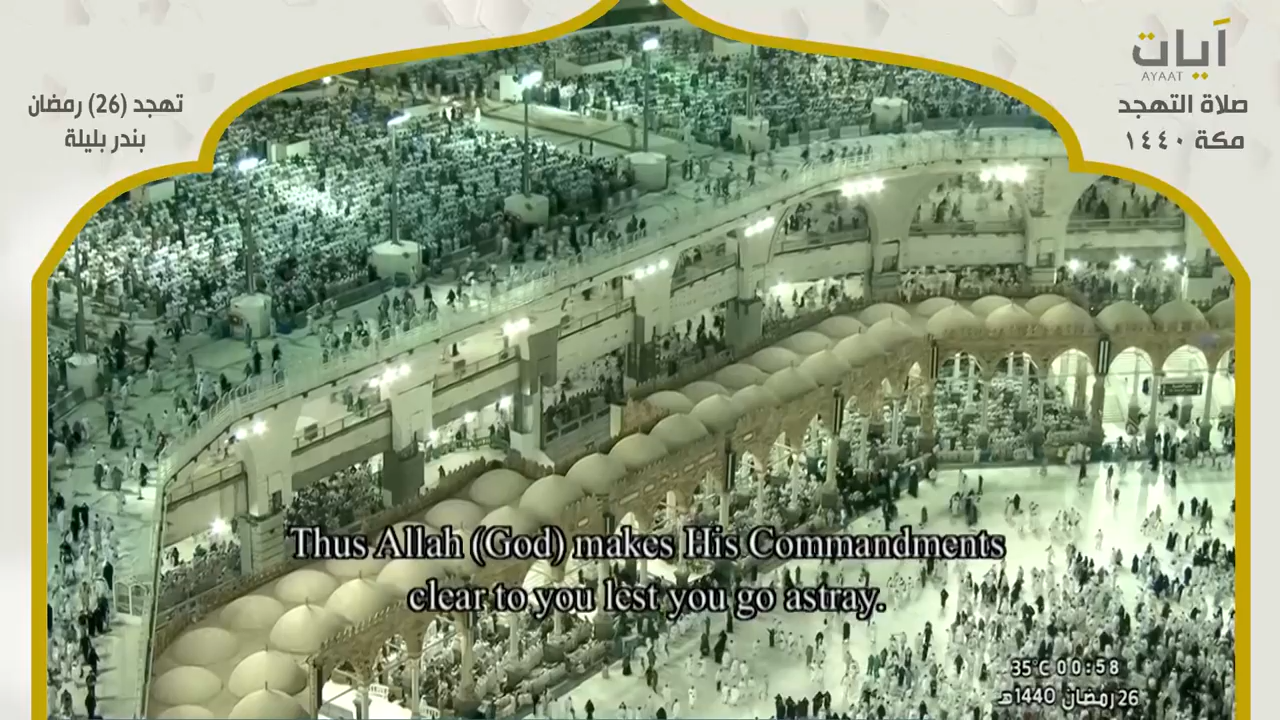 آيات
AYAAT
صلاة التهجد
مكة ١٤٤٠
تهجد (26) رمضان
بندر بليلة
Thus Allah (God) makes His Commandments
clear to you lest you go astray.
35°C 00:58
26 رمضان 1440هـ